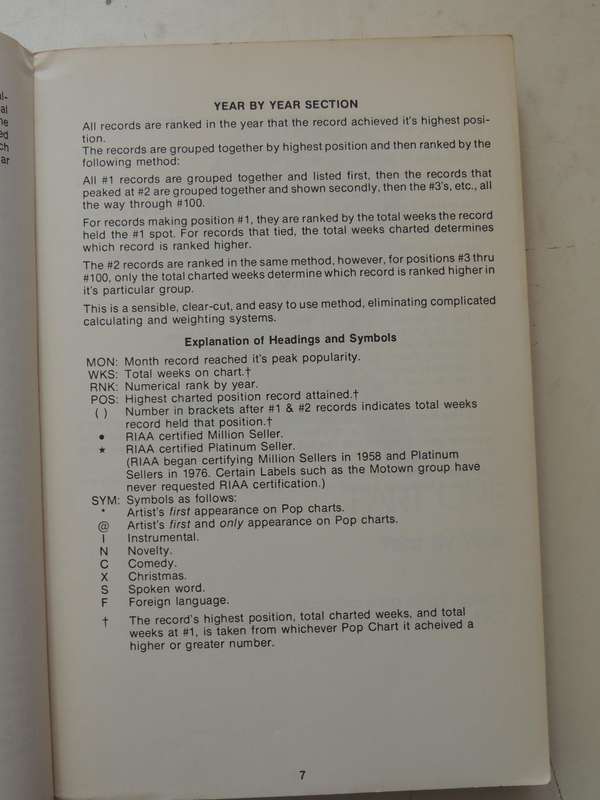 al-
al
ne
ed
ch
ar
YEAR BY YEAR SECTION
All records are ranked in the year that the record achieved it's highest posi-
tion.
The records are grouped together by highest position and then ranked by the
following method:
All #1 records are grouped together and listed first, then the records that
peaked at #2 are grouped together and shown secondly, then the #3's, etc., all
the way through #100.
For records making position #1, they are ranked by the total weeks the record
held the #1 spot. For records that tied, the total weeks charted determines
which record is ranked higher.
The #2 records are ranked in the same method, however, for positions #3 thru
#100, only the total charted weeks determine which record is ranked higher in
it's particular group.
This is a sensible, clear-cut, and easy to use method, eliminating complicated
calculating and weighting systems.
Explanation of Headings and Symbols
MON: Month record reached it's peak popularity.
WKS: Total weeks on chart.†
RNK: Numerical rank by year.
POS: Highest charted position record attained.†
( ) Number in brackets after #1 & #2 records indicates total weeks
record held that position.†
● RIAA certified Million Seller.
★ RIAA certified Platinum Seller.
(RIAA began certifying Million Sellers in 1958 and Platinum
Sellers in 1976. Certain Labels such as the Motown group have
never requested RIAA certification.)
SYM: Symbols as follows:
* Artist's first appearance on Pop charts.
@ Artist's first and only appearance on Pop charts.
I Instrumental.
N Novelty.
C Comedy.
X Christmas.
S Spoken word.
F Foreign language.
† The record's highest position, total charted weeks, and total
weeks at #1, is taken from whichever Pop Chart it acheived a
higher or greater number.
7